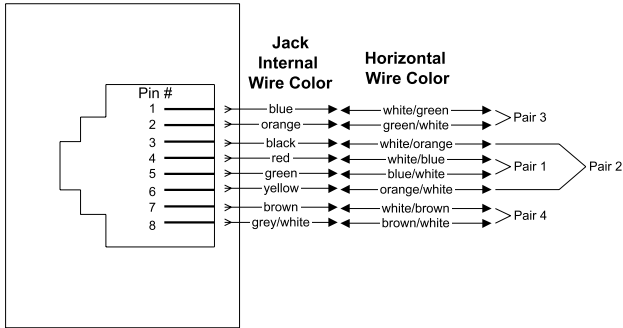 Jack
Internal
Wire Color
Horizontal
Wire Color
Pin #
1 blue white/green
2 orange green/white
Pair 3
3 black white/orange
4 red white/blue
5 green blue/white
Pair 1
Pair 2
6 yellow orange/white
7 brown white/brown
8 grey/white brown/white
Pair 4